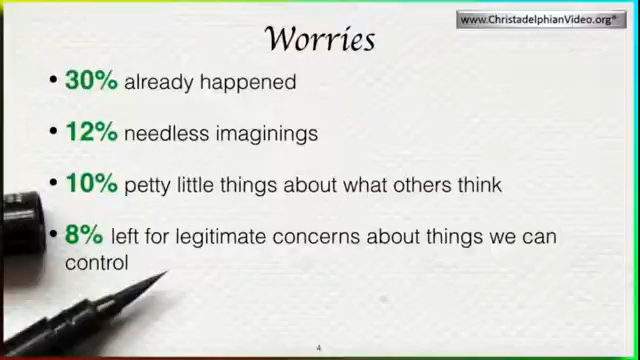 www.ChristadelphianVideo.org®
Worries
• 30% already happened
• 12% needless imaginings
• 10% petty little things about what others think
• 8% left for legitimate concerns about things we can
control
4